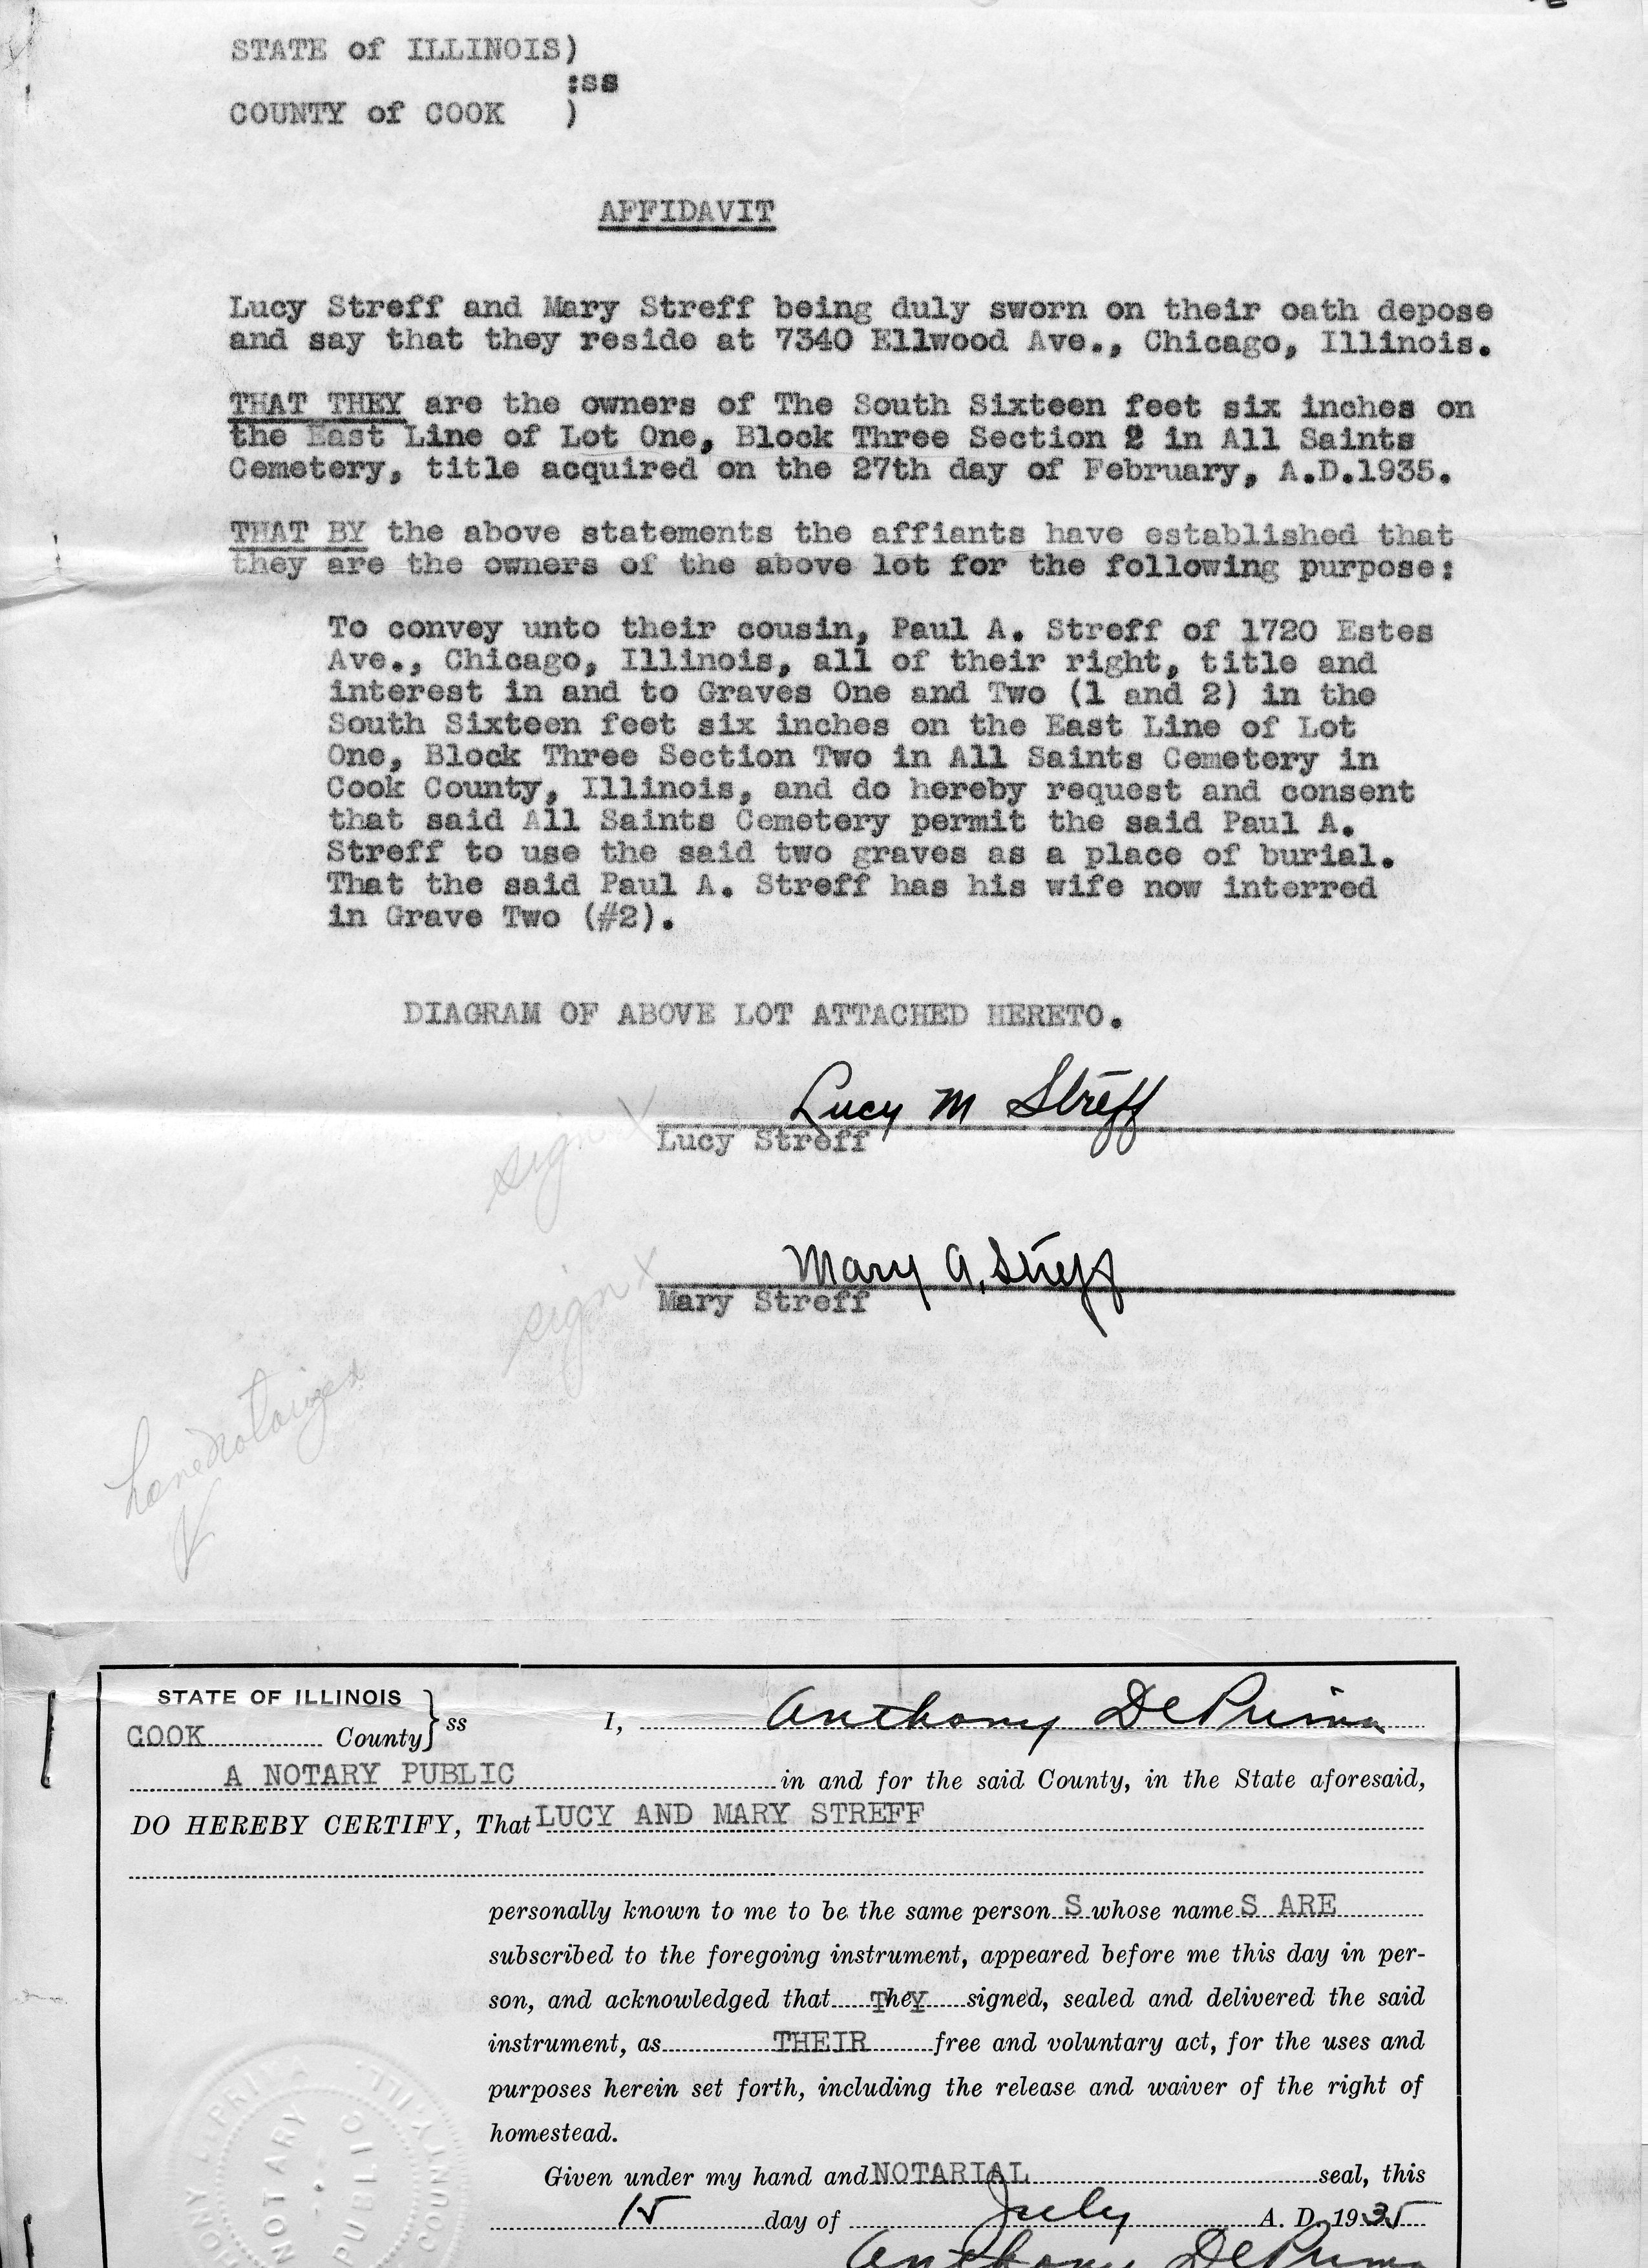 STATE of ILLINOIS)
:ss
COUNTY of COOK )
AFFIDAVIT
Lucy Streff and Mary Streff being duly sworn on their oath depose
and say that they reside at 7340 Ellwood Ave., Chicago, Illinois.
THAT THEY are the owners of The South Sixteen feet six inches on
the East Line of Lot One, Block Three Section 2 in All Saints
Cemetery, title acquired on the 27th day of February, A.D.1935.
THAT BY the above statements the affiants have established that
they are the owners of the above lot for the following purpose:
To convey unto their cousin, Paul A. Streff of 1720 Estes
Ave., Chicago, Illinois, all of their right, title and
interest in and to Graves One and Two (1 and 2) in the
South Sixteen feet six inches on the East Line of Lot
One, Block Three Section Two in All Saints Cemetery in
Cook County, Illinois, and do hereby request and consent
that said All Saints Cemetery permit the said Paul A.
Streff to use the said two graves as a place of burial.
That the said Paul A. Streff has his wife now interred
in Grave Two (#2).
DIAGRAM OF ABOVE LOT ATTACHED HERETO.
Lucy M Streff
sign x Lucy Streff
Mary A. Streff
sign x Mary Streff
have notarized
STATE OF ILLINOIS
COOK County } ss I, Anthony DePrima
A NOTARY PUBLIC in and for the said County, in the State aforesaid,
DO HEREBY CERTIFY, That LUCY AND MARY STREFF
personally known to me to be the same person S whose name S ARE
subscribed to the foregoing instrument, appeared before me this day in per-
son, and acknowledged that TheY signed, sealed and delivered the said
instrument, as THEIR free and voluntary act, for the uses and
purposes herein set forth, including the release and waiver of the right of
homestead.
Given under my hand and NOTARIAL seal, this
15 day of July A. D. 1935
Anthony DePrima
NOTARY PUBLIC